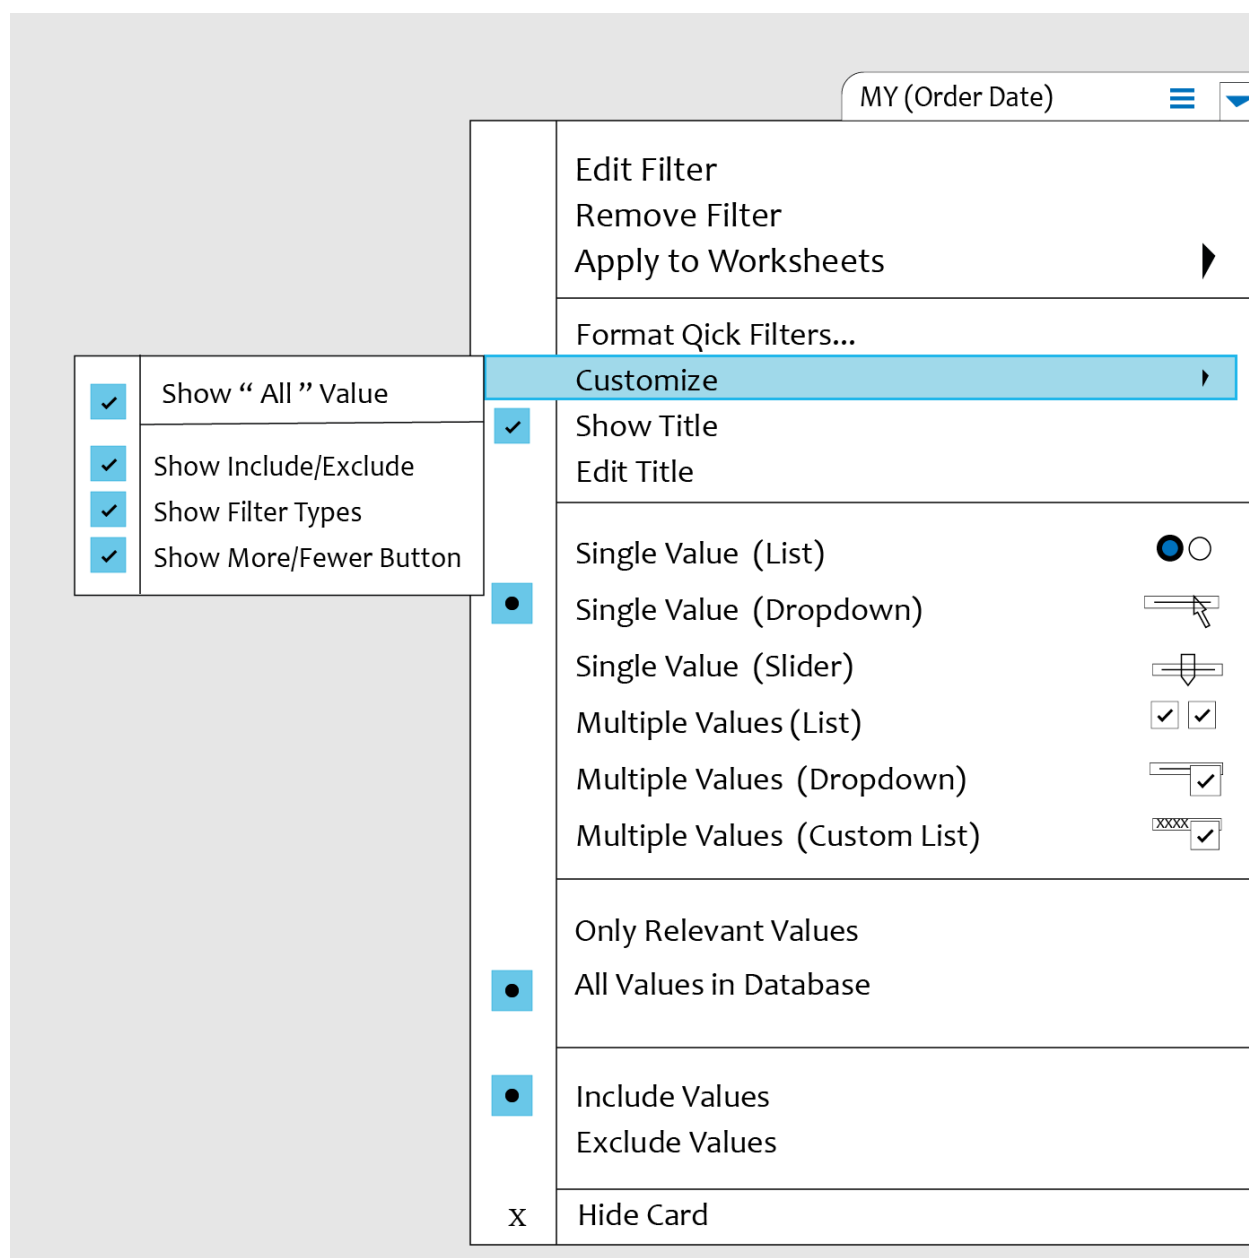 MY (Order Date)
Edit Filter
Remove Filter
Apply to Worksheets
Format Qick Filters...
Customize
Show Title
Edit Title
Show “ All ” Value
Show Include/Exclude
Show Filter Types
Show More/Fewer Button
Single Value (List)
Single Value (Dropdown)
Single Value (Slider)
Multiple Values (List)
Multiple Values (Dropdown)
Multiple Values (Custom List)
XXXX
Only Relevant Values
All Values in Database
Include Values
Exclude Values
x Hide Card